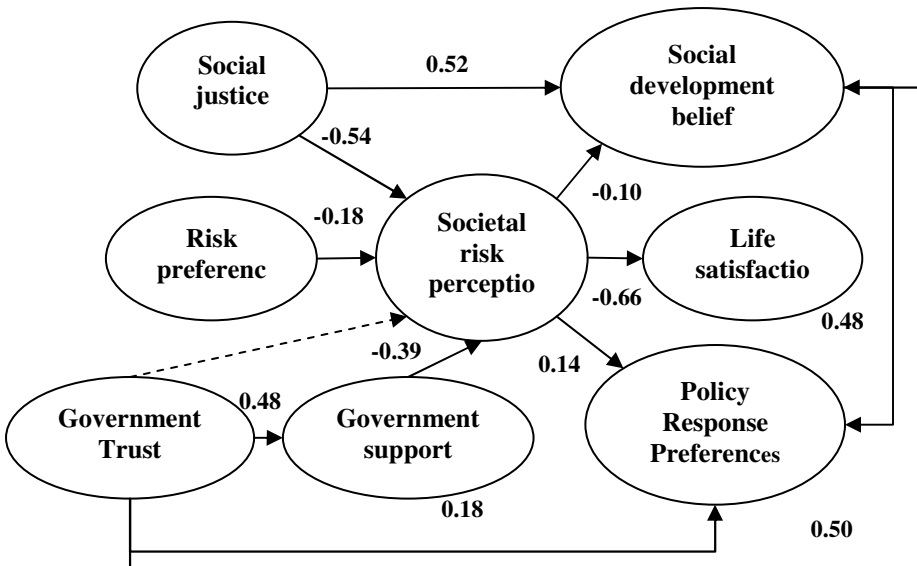 Social
justice
0.52
Social
development
belief
-0.54
-0.10
Risk
preferenc
-0.18
Societal
risk
perceptio
Life
satisfactio
-0.66
0.48
-0.39
0.14
Government
Trust
0.48
Government
support
Policy
Response
Preferences
0.18
0.50